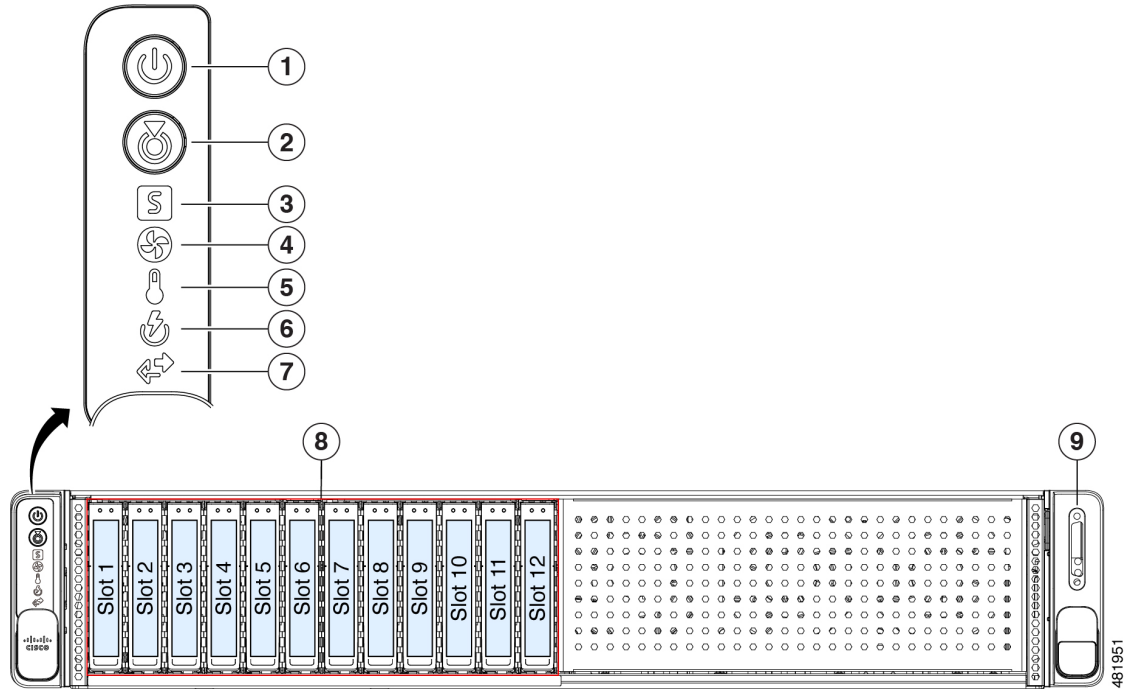 1
2
S
3
4
5
6
7
8
9
S
CISCO
Slot 1
Slot 2
Slot 3
Slot 4
Slot 5
Slot 6
Slot 7
Slot 8
Slot 9
Slot 10
Slot 11
Slot 12
481951